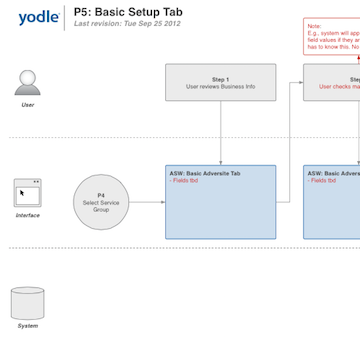 yodle
P5: Basic Setup Tab
Last revision: Tue Sep 25 2012
Note:
E.g., system will app
field values if they ar
has to know this. No
Step 1
User reviews Business Info
Step
User checks ma
User
ASW: Basic Adversite Tab
- Fields tbd
ASW: Basic Advers
- Fields tbd
P4
Select Service
Group
Interface
System